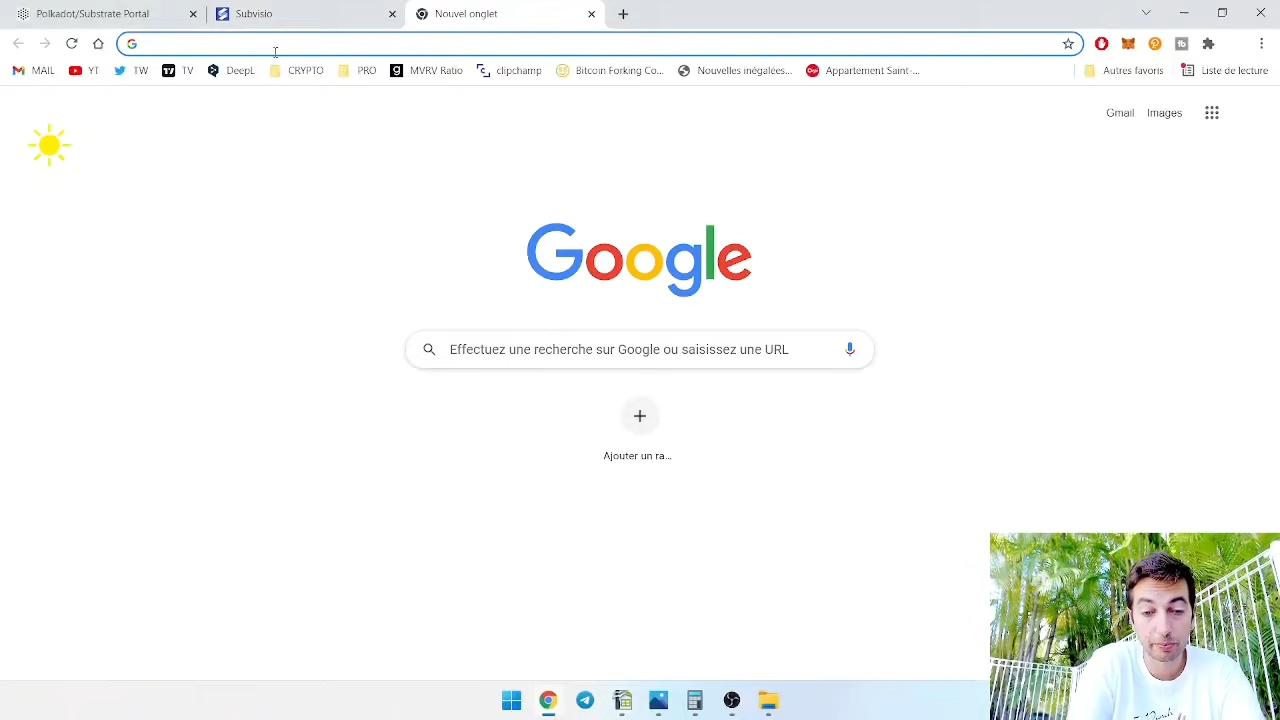 Polkadot/Substrate Portal
Subvisio
Nouvel onglet
MAIL
YT
TW
TV
DeepL
CRYPTO
PRO
MVRV Ratio
clipchamp
Bitcoin Forking Co...
Nouvelles inégalées...
Appartement Saint-...
Autres favoris
Liste de lecture
Gmail
Images
Google
Effectuez une recherche sur Google ou saisissez une URL
Ajouter un ra...